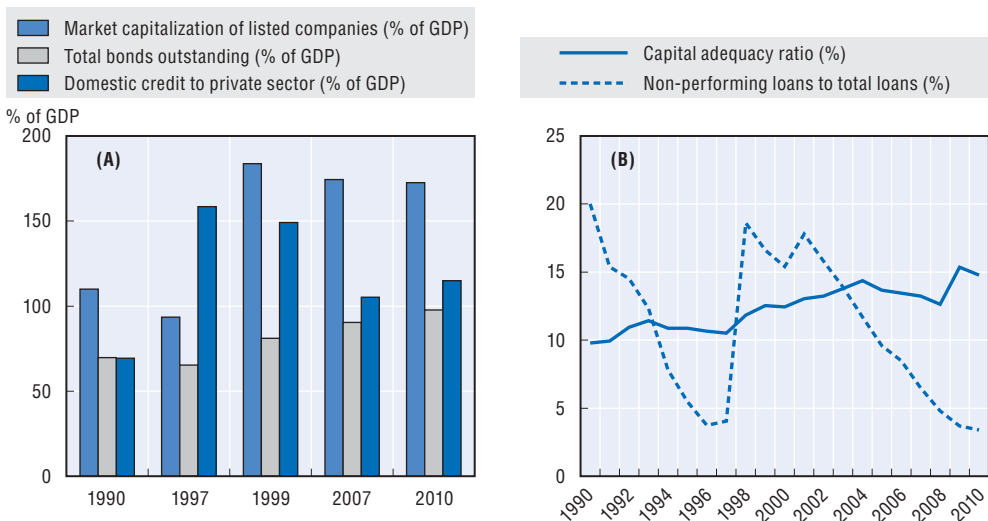 Market capitalization of listed companies (% of GDP)
Total bonds outstanding (% of GDP)
Domestic credit to private sector (% of GDP)
% of GDP
200
150
100
50
0
(A)
1990 1997 1999 2007 2010
Capital adequacy ratio (%)
Non-performing loans to total loans (%)
25
20
15
10
5
0
(B)
1990 1992 1994 1996 1998 2000 2002 2004 2006 2008 2010